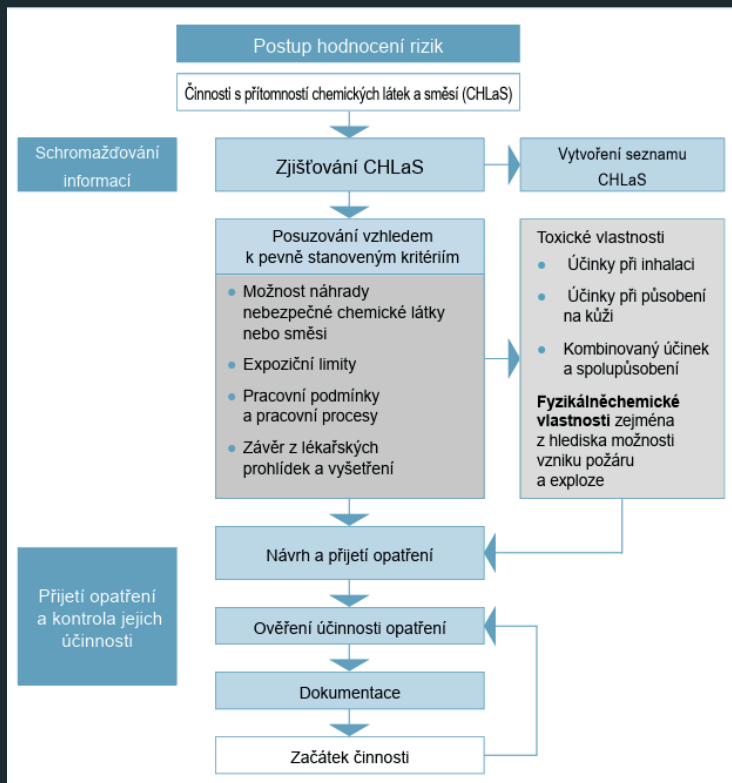 Postup hodnocení rizik
Činnosti s přítomností chemických látek a směsí (CHLaS)
Schromažďování
informací
Zjišťování CHLaS
Vytvoření seznamu
CHLaS
Posuzování vzhledem
k pevně stanoveným kritériím
• Možnost náhrady
nebezpečné chemické látky
nebo směsi
• Expoziční limity
• Pracovní podmínky
a pracovní procesy
• Závěr z lékařských
prohlídek a vyšetření
Toxické vlastnosti
• Účinky při inhalaci
• Účinky při působení
na kůži
• Kombinovaný účinek
a spolupůsobení
Fyzikálněchemické
vlastnosti zejména
z hlediska možnosti
vzniku požáru
a exploze
Návrh a přijetí opatření
Přijetí opatření
a kontrola jejich
účinnosti
Ověření účinnosti opatření
Dokumentace
Začátek činnosti